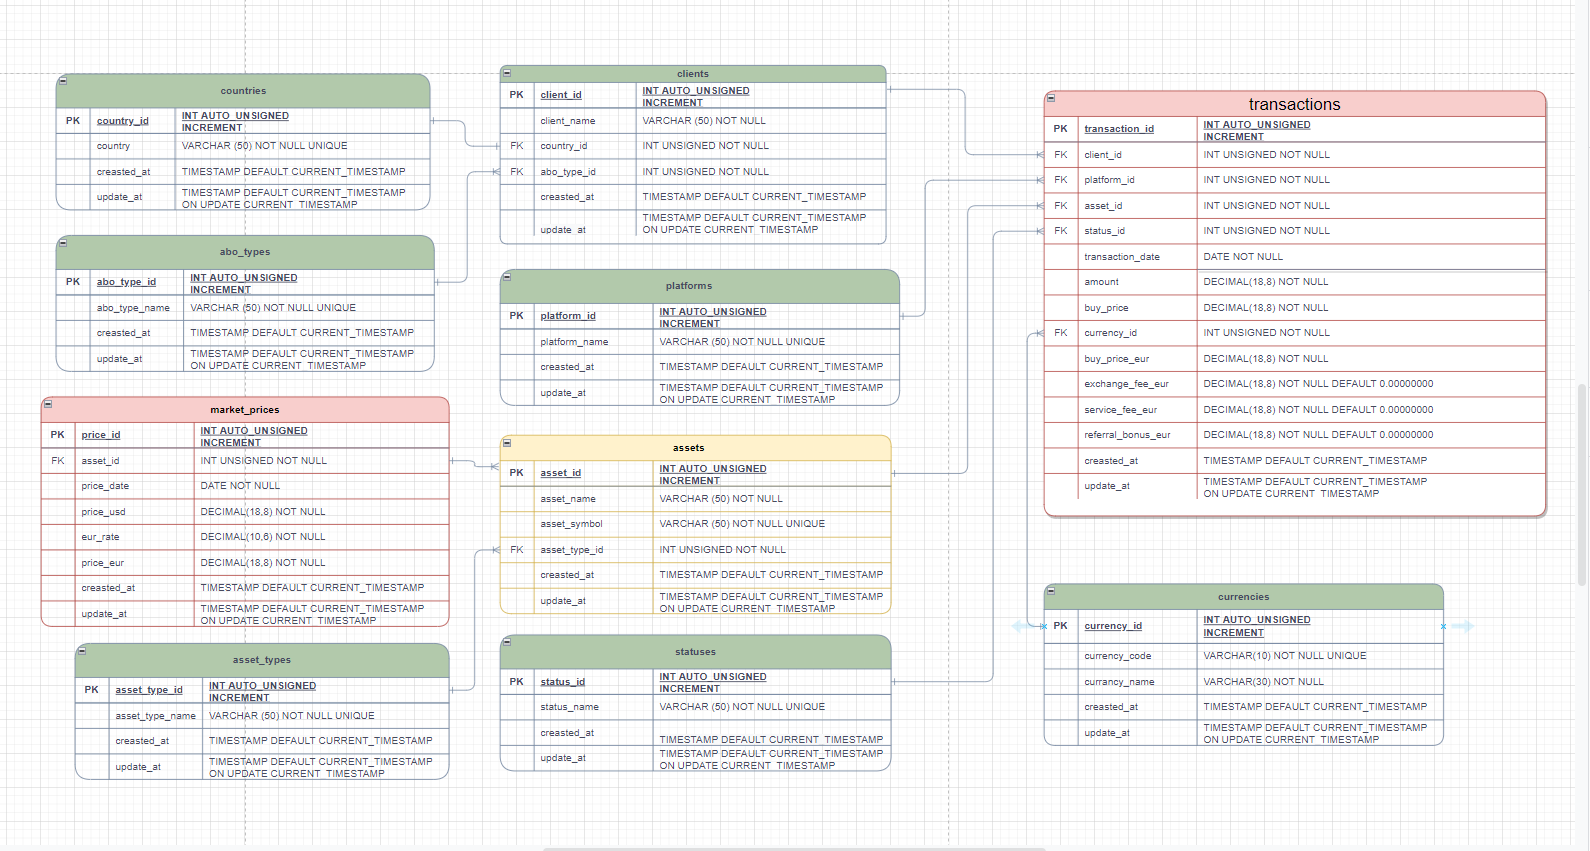 countries
PK country_id INT AUTO_UNSIGNED
INCREMENT
country VARCHAR (50) NOT NULL UNIQUE
creasted_at TIMESTAMP DEFAULT CURRENT_TIMESTAMP
update_at TIMESTAMP DEFAULT CURRENT_TIMESTAMP
ON UPDATE CURRENT_TIMESTAMP
abo_types
PK abo_type_id INT AUTO_UNSIGNED
INCREMENT
abo_type_name VARCHAR (50) NOT NULL UNIQUE
creasted_at TIMESTAMP DEFAULT CURRENT_TIMESTAMP
update_at TIMESTAMP DEFAULT CURRENT_TIMESTAMP
ON UPDATE CURRENT_TIMESTAMP
market_prices
PK price_id INT AUTO_UNSIGNED
INCREMENT
FK asset_id INT UNSIGNED NOT NULL
price_date DATE NOT NULL
price_usd DECIMAL(18,8) NOT NULL
eur_rate DECIMAL(10,6) NOT NULL
price_eur DECIMAL(18,8) NOT NULL
creasted_at TIMESTAMP DEFAULT CURRENT_TIMESTAMP
update_at TIMESTAMP DEFAULT CURRENT_TIMESTAMP
ON UPDATE CURRENT_TIMESTAMP
asset_types
PK asset_type_id INT AUTO_UNSIGNED
INCREMENT
asset_type_name VARCHAR (50) NOT NULL UNIQUE
creasted_at TIMESTAMP DEFAULT CURRENT_TIMESTAMP
update_at TIMESTAMP DEFAULT CURRENT_TIMESTAMP
ON UPDATE CURRENT_TIMESTAMP
clients
PK client_id INT AUTO_UNSIGNED
INCREMENT
client_name VARCHAR (50) NOT NULL
FK country_id INT UNSIGNED NOT NULL
FK abo_type_id INT UNSIGNED NOT NULL
creasted_at TIMESTAMP DEFAULT CURRENT_TIMESTAMP
update_at TIMESTAMP DEFAULT CURRENT_TIMESTAMP
ON UPDATE CURRENT_TIMESTAMP
platforms
PK platform_id INT AUTO_UNSIGNED
INCREMENT
platform_name VARCHAR (50) NOT NULL UNIQUE
creasted_at TIMESTAMP DEFAULT CURRENT_TIMESTAMP
update_at TIMESTAMP DEFAULT CURRENT_TIMESTAMP
ON UPDATE CURRENT_TIMESTAMP
assets
PK asset_id INT AUTO_UNSIGNED
INCREMENT
asset_name VARCHAR (50) NOT NULL
asset_symbol VARCHAR (50) NOT NULL UNIQUE
FK asset_type_id INT UNSIGNED NOT NULL
creasted_at TIMESTAMP DEFAULT CURRENT_TIMESTAMP
update_at TIMESTAMP DEFAULT CURRENT_TIMESTAMP
ON UPDATE CURRENT_TIMESTAMP
statuses
PK status_id INT AUTO_UNSIGNED
INCREMENT
status_name VARCHAR (50) NOT NULL UNIQUE
creasted_at TIMESTAMP DEFAULT CURRENT_TIMESTAMP
update_at TIMESTAMP DEFAULT CURRENT_TIMESTAMP
ON UPDATE CURRENT_TIMESTAMP
transactions
PK transaction_id INT AUTO_UNSIGNED
INCREMENT
FK client_id INT UNSIGNED NOT NULL
FK platform_id INT UNSIGNED NOT NULL
FK asset_id INT UNSIGNED NOT NULL
FK status_id INT UNSIGNED NOT NULL
transaction_date DATE NOT NULL
amount DECIMAL(18,8) NOT NULL
buy_price DECIMAL(18,8) NOT NULL
FK currency_id INT UNSIGNED NOT NULL
buy_price_eur DECIMAL(18,8) NOT NULL
exchange_fee_eur DECIMAL(18,8) NOT NULL DEFAULT 0.00000000
service_fee_eur DECIMAL(18,8) NOT NULL DEFAULT 0.00000000
referral_bonus_eur DECIMAL(18,8) NOT NULL DEFAULT 0.00000000
creasted_at TIMESTAMP DEFAULT CURRENT_TIMESTAMP
update_at TIMESTAMP DEFAULT CURRENT_TIMESTAMP
ON UPDATE CURRENT_TIMESTAMP
currencies
PK currency_id INT AUTO_UNSIGNED
INCREMENT
currency_code VARCHAR(10) NOT NULL UNIQUE
currancy_name VARCHAR(30) NOT NULL
creasted_at TIMESTAMP DEFAULT CURRENT_TIMESTAMP
update_at TIMESTAMP DEFAULT CURRENT_TIMESTAMP
ON UPDATE CURRENT_TIMESTAMP